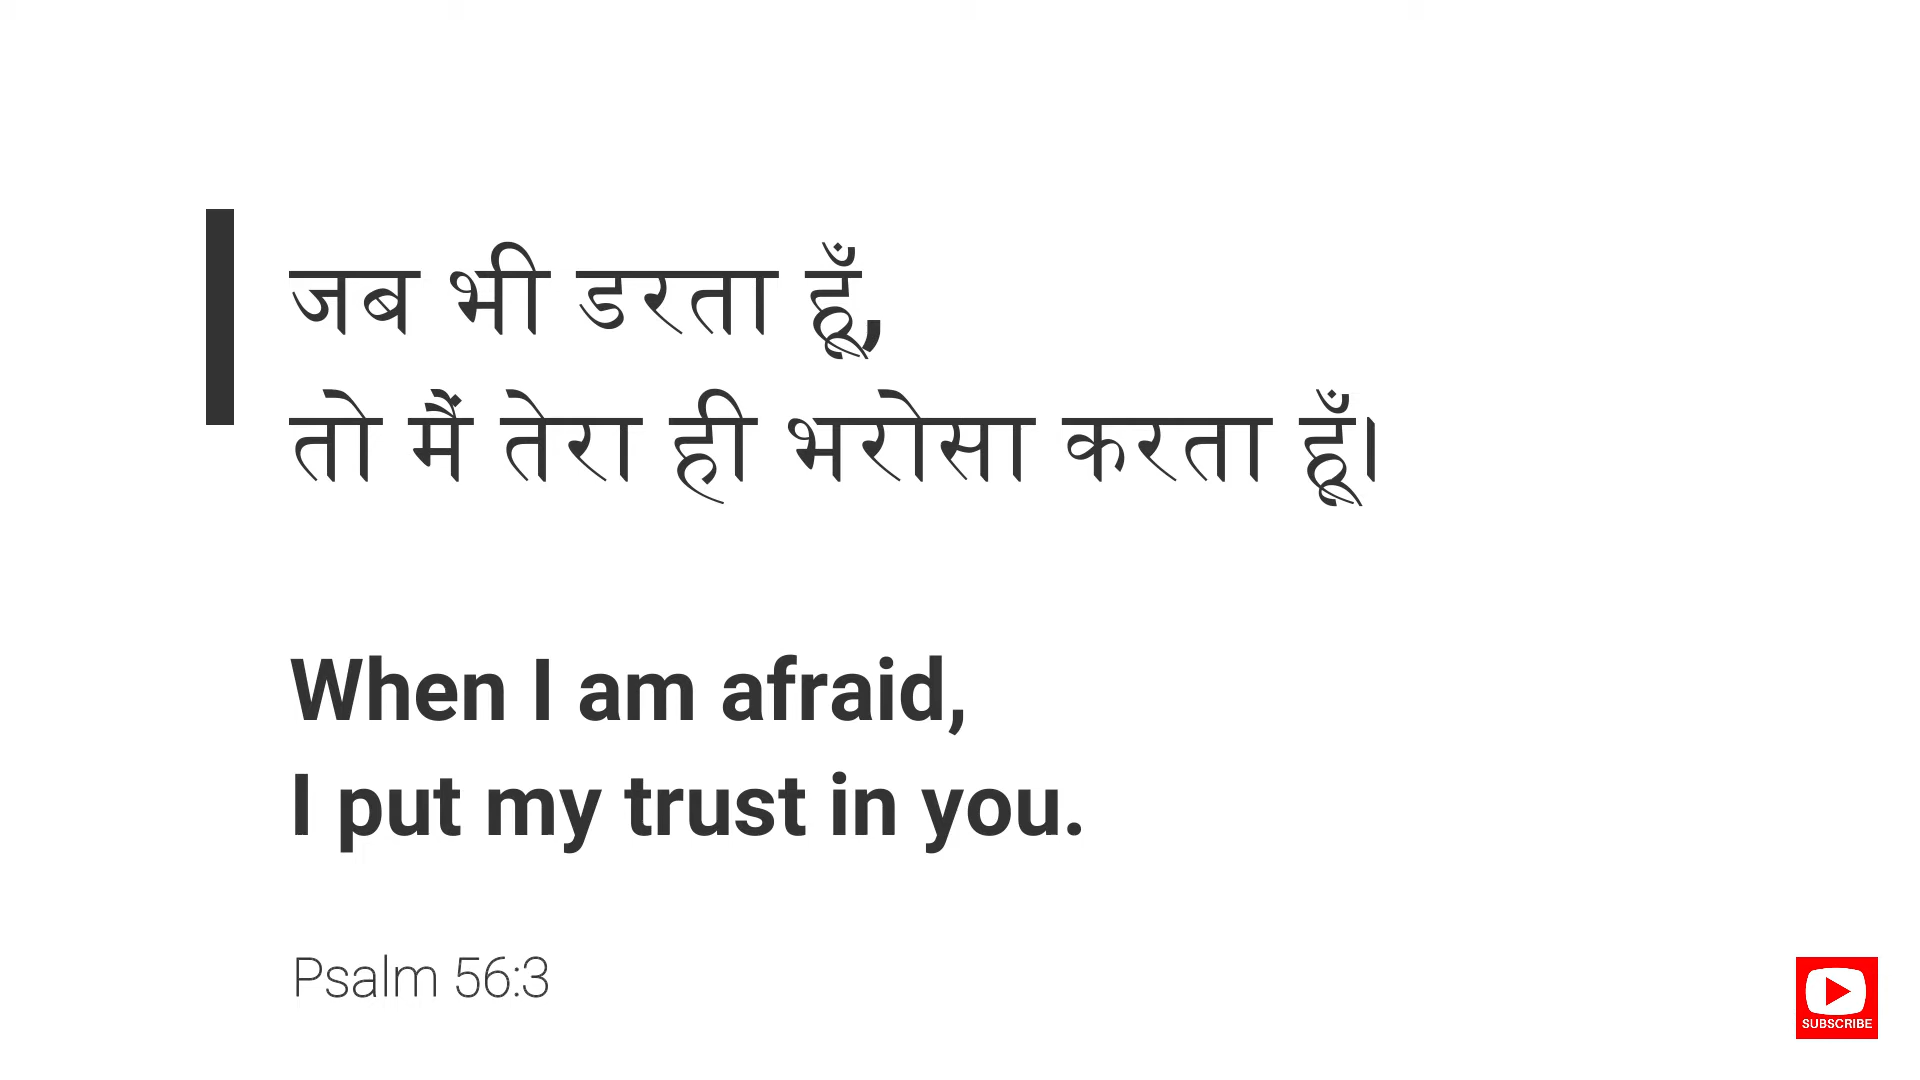 जब भी डरता हूँ,
तो मैं तेरा ही भरोसा करता हूँ।
When I am afraid,
I put my trust in you.
Psalm 56:3
SUBSCRIBE